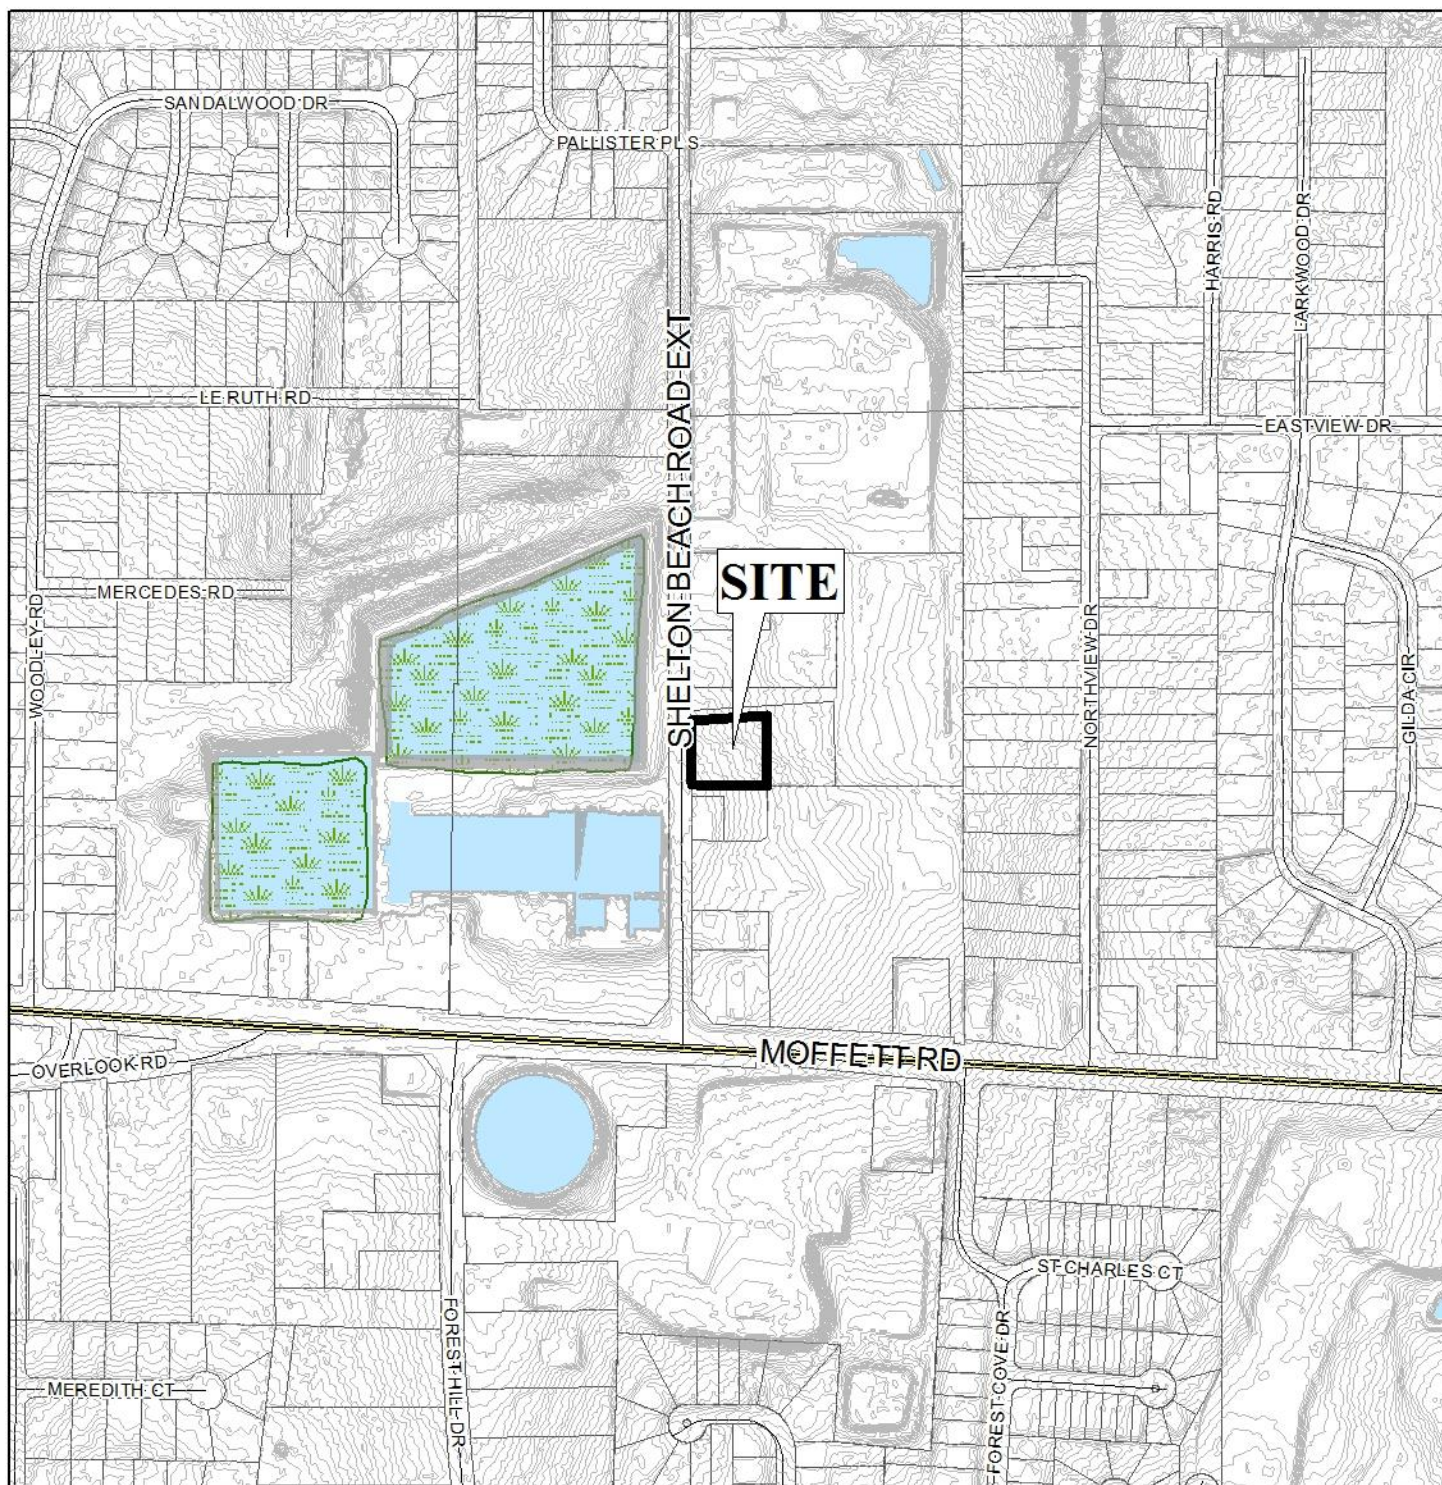 SANDALWOOD DR
PALLISTER PL S
HARRIS RD
LARKWOOD DR
LE RUTH RD
SHELTON BEACH ROAD EXT
EASTVIEW DR
SITE
MERCEDES RD
WOODLEY RD
NORTHVIEW DR
GILDA CIR
MOFFETT RD
OVERLOOK RD
ST CHARLES CT
FOREST HILL DR
FOREST COVE DR
MEREDITH CT